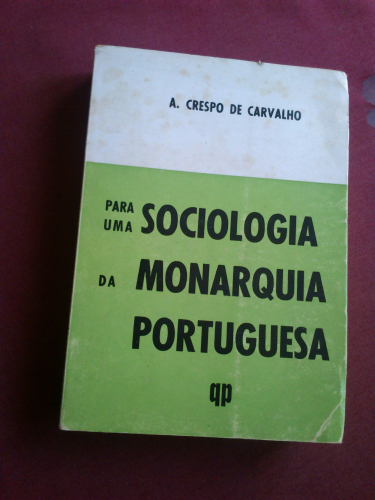 A. CRESPO DE CARVALHO
PARA UMA SOCIOLOGIA
DA MONARQUIA
PORTUGUESA
qp